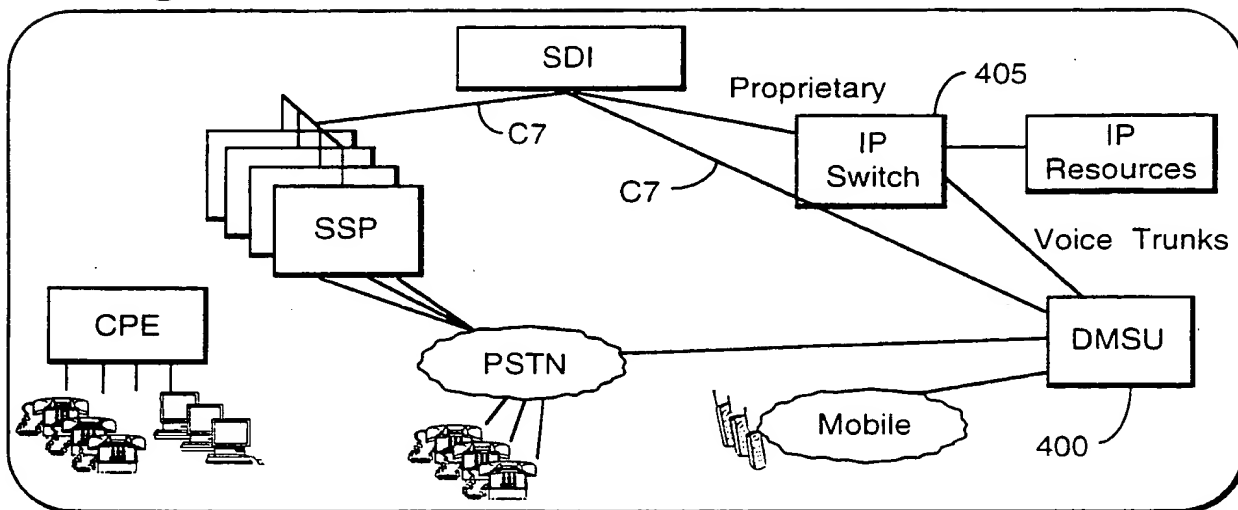 SDI
Proprietary
405
C7
IP
Switch
IP
Resources
C7
SSP
Voice Trunks
CPE
PSTN
DMSU
Mobile
400